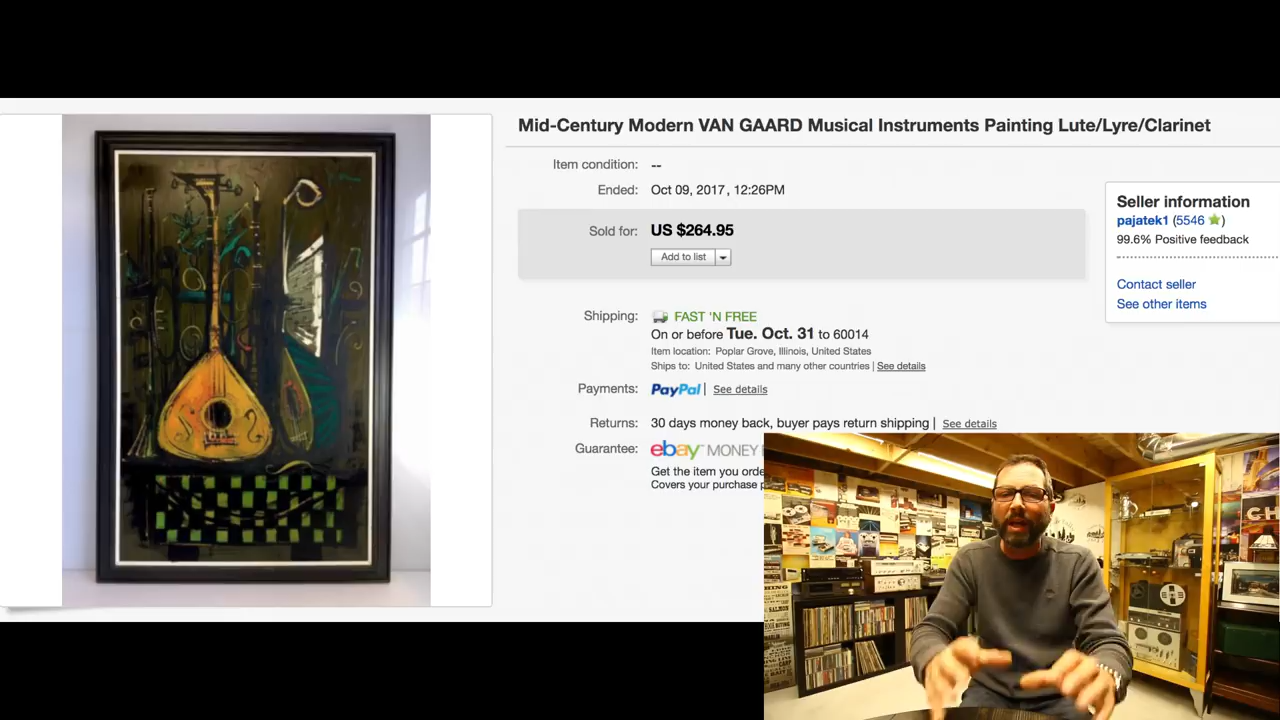 Mid-Century Modern VAN GAARD Musical Instruments Painting Lute/Lyre/Clarinet
Item condition: --
Ended: Oct 09, 2017 , 12:26PM
Sold for: US $264.95
Add to list
Shipping: FAST 'N FREE
On or before Tue. Oct. 31 to 60014
Item location: Poplar Grove, Illinois, United States
Ships to: United States and many other countries | See details
Payments: PayPal | See details
Returns: 30 days money back, buyer pays return shipping | See details
Guarantee: ebay MONEY
Get the item you
Covers your purchase
Seller information
pajatek1 (5546 )
99.6% Positive feedback
Contact seller
See other items